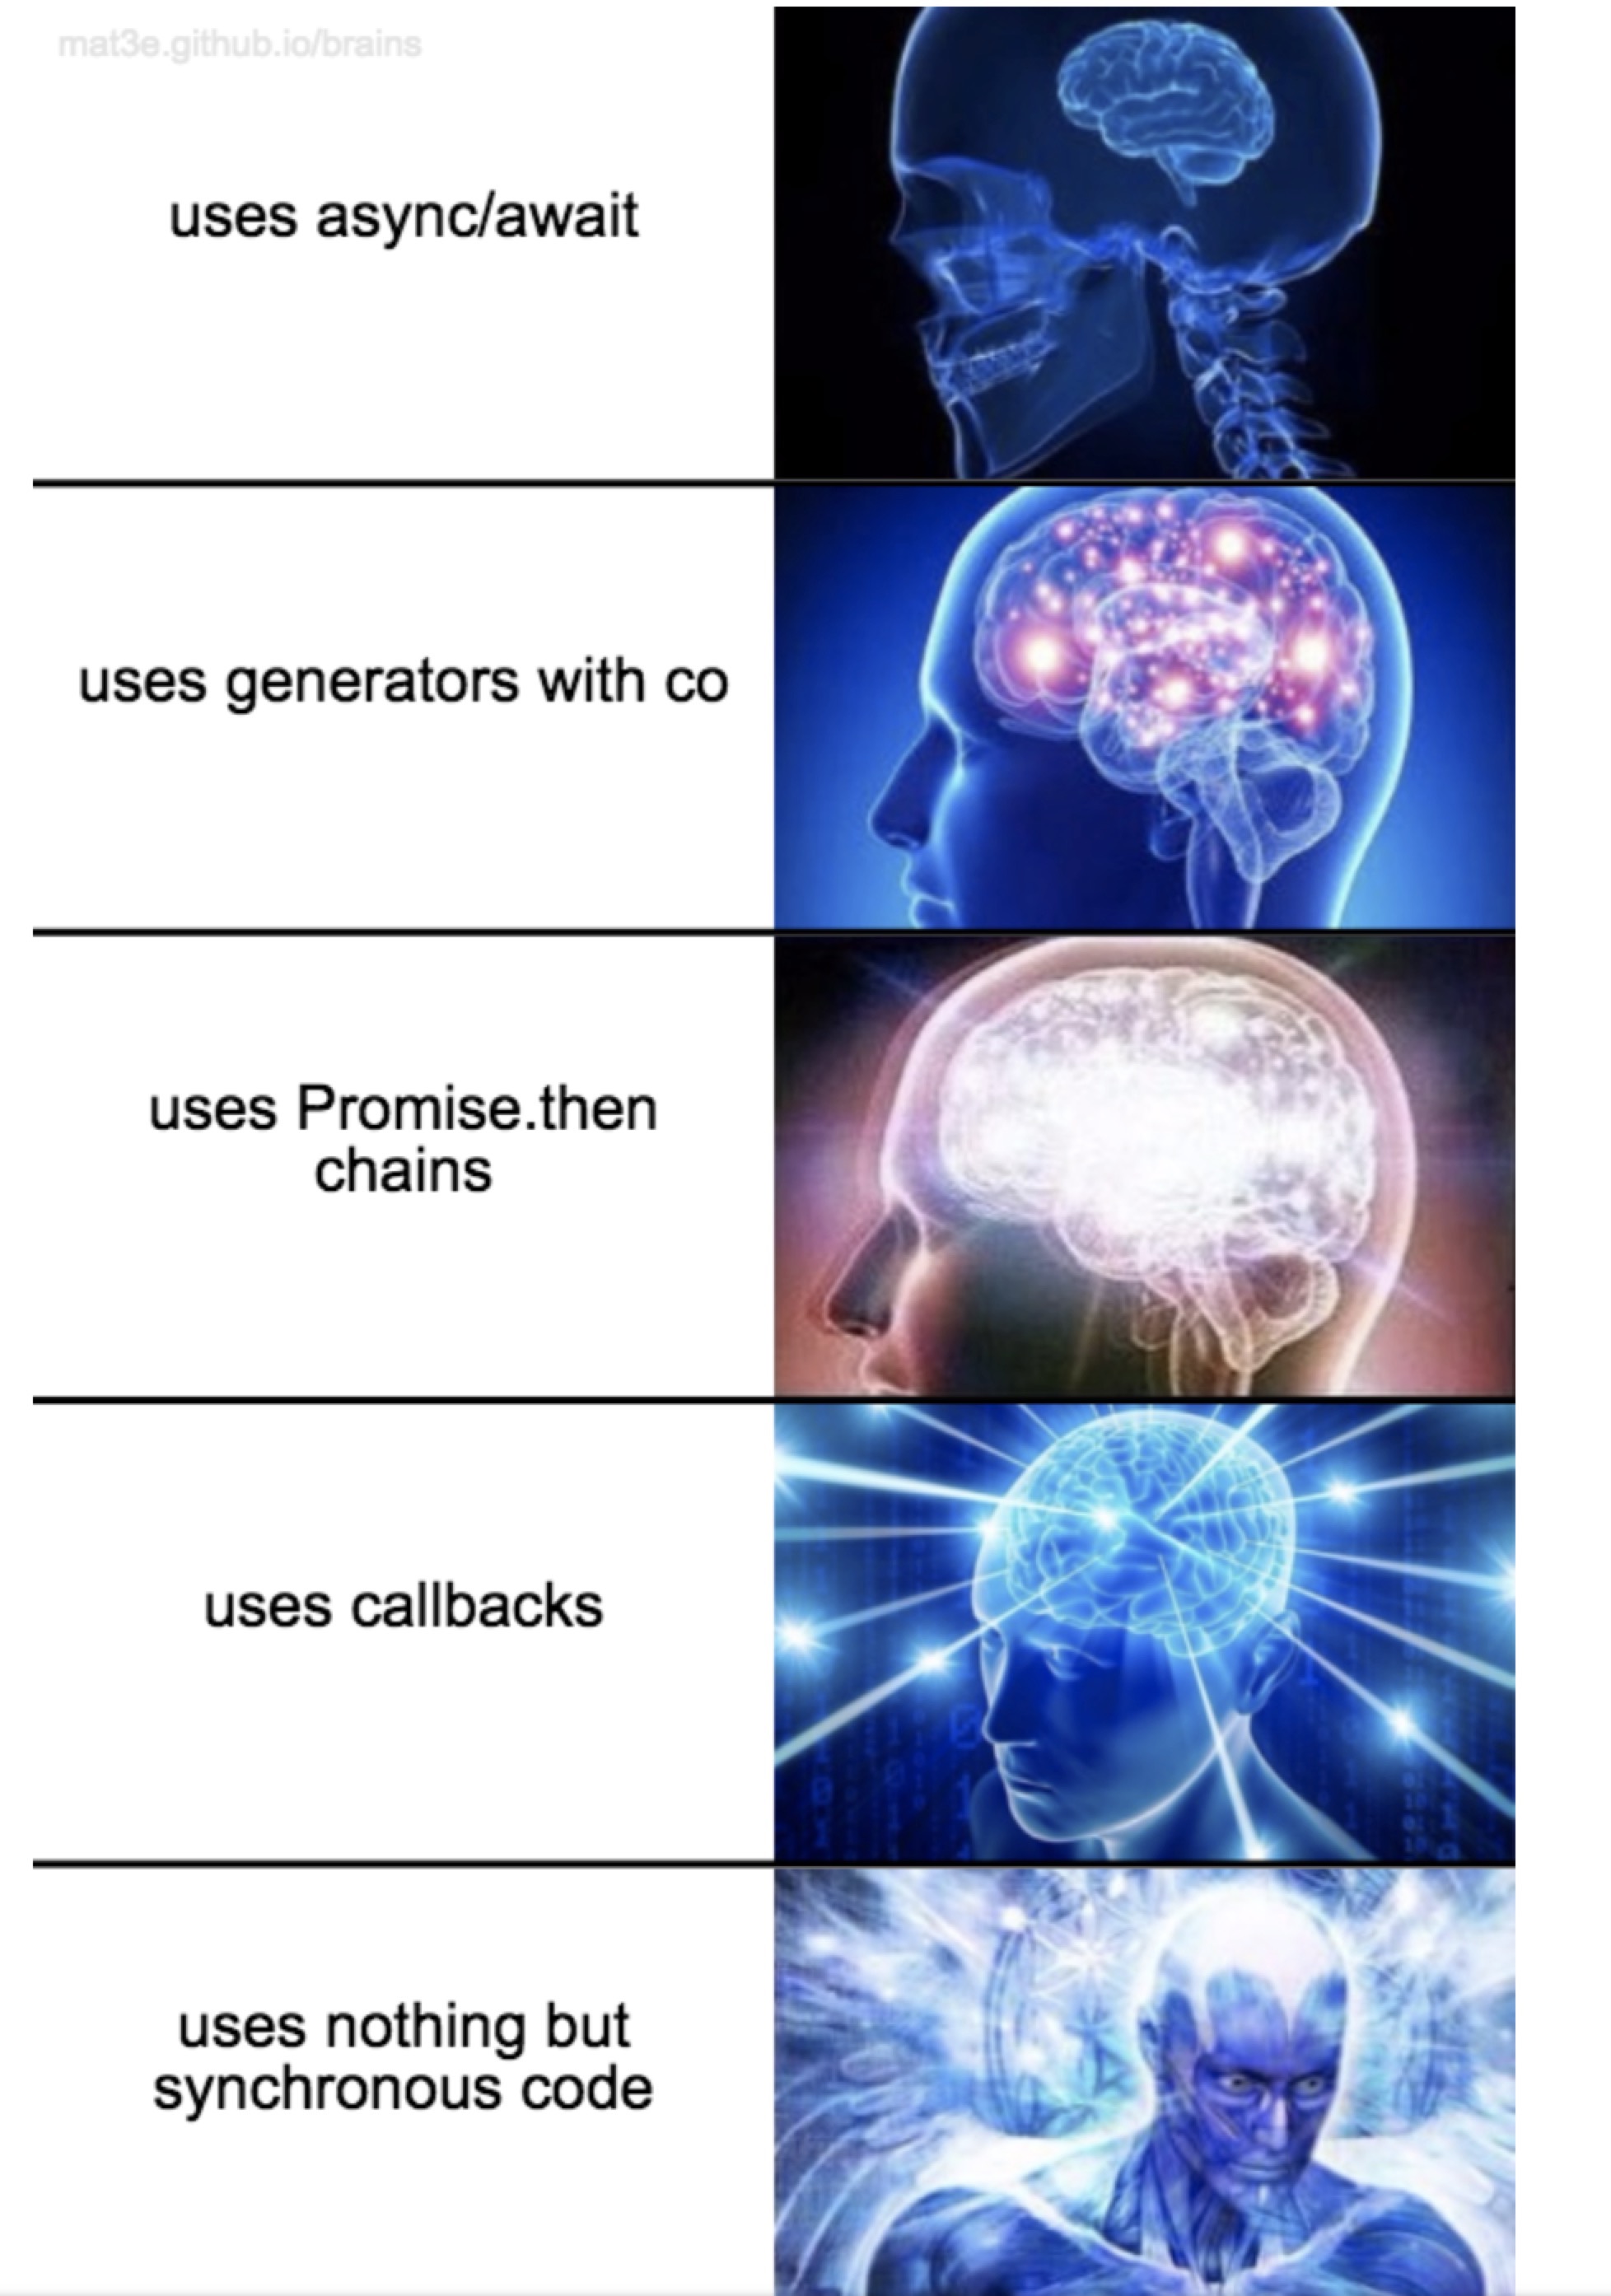 mat3e.github.io/brains
uses async/await
uses generators with co
uses Promise.then
chains
uses callbacks
uses nothing but
synchronous code